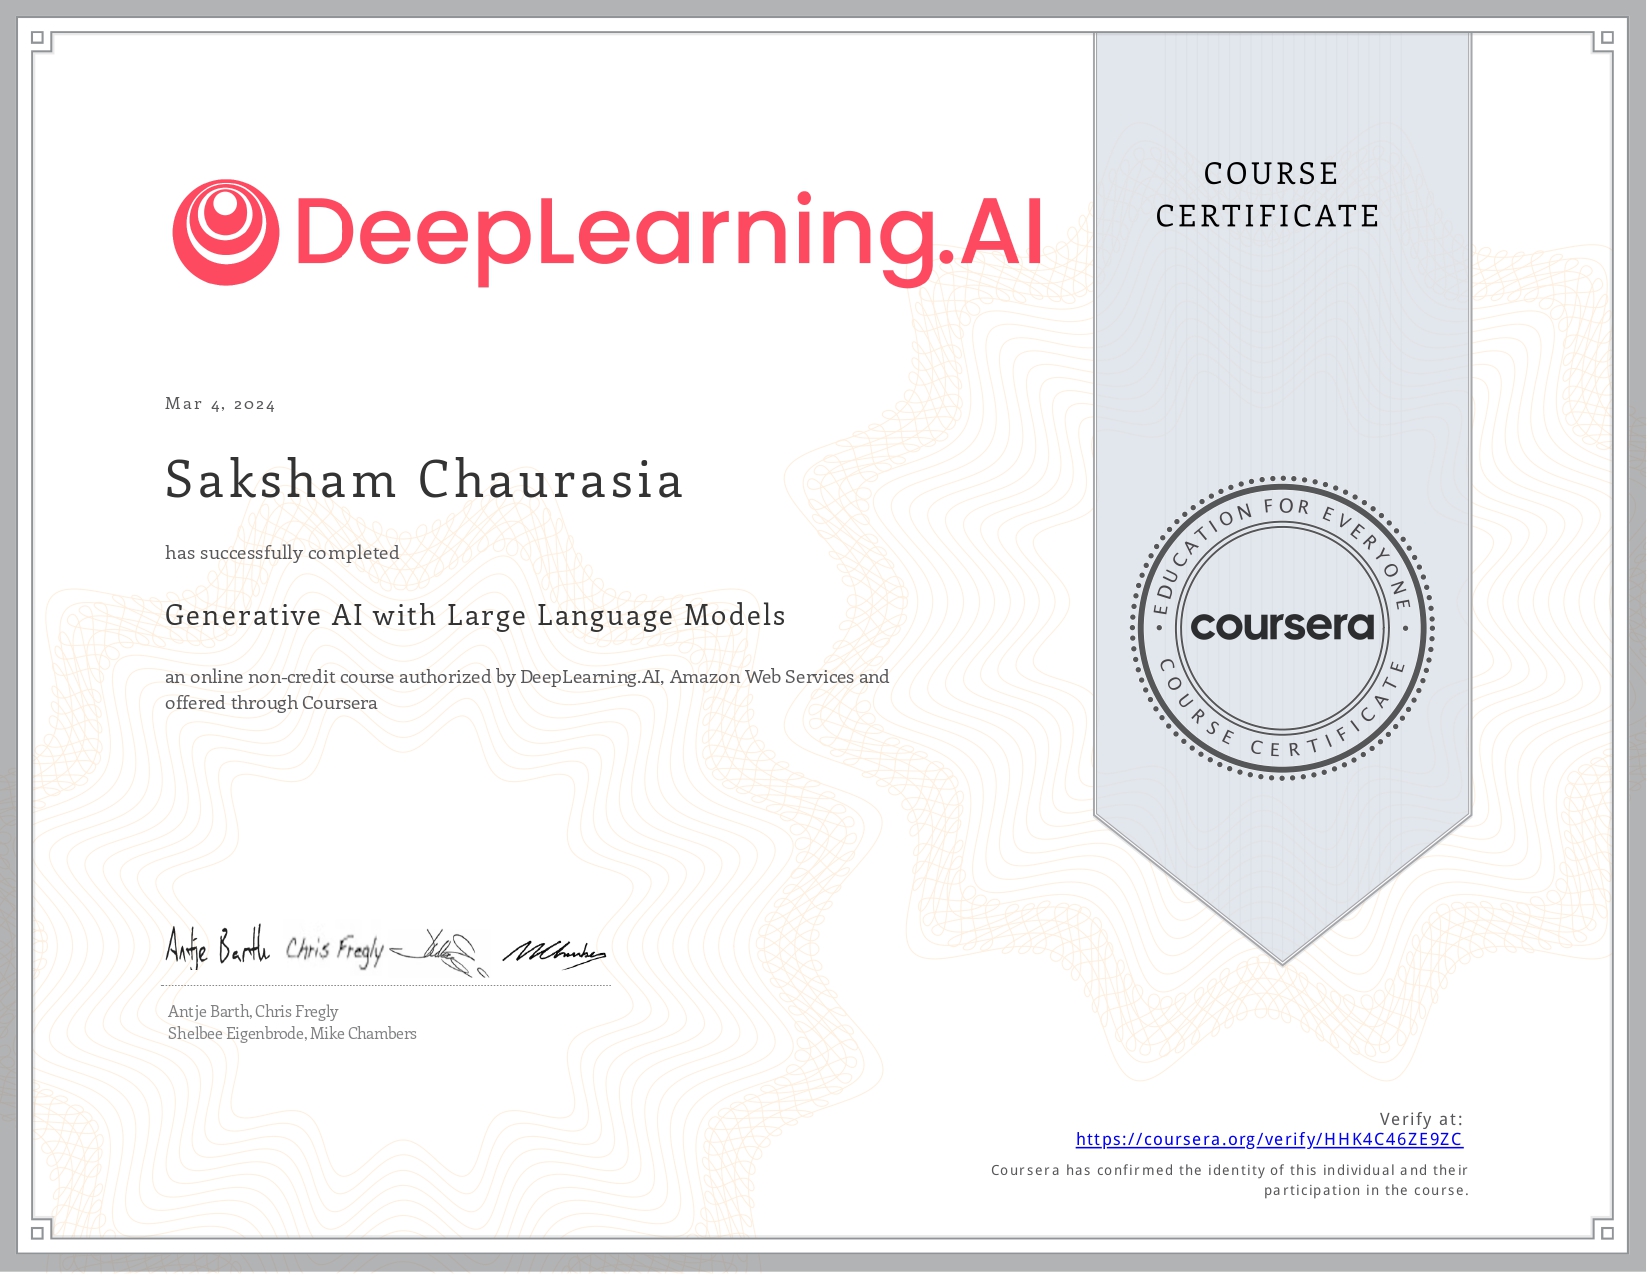 DeepLearning.AI
COURSE
CERTIFICATE
Mar 4, 2024
Saksham Chaurasia
has successfully completed
Generative AI with Large Language Models
an online non-credit course authorized by DeepLearning.AI, Amazon Web Services and
offered through Coursera
EDUCATION FOR EVERYONE
coursera
COURSE CERTIFICATE
Antje Barth Chris Fregly
Antje Barth, Chris Fregly
Shelbee Eigenbrode, Mike Chambers
Verify at:
https://coursera.org/verify/HHK4C46ZE9ZC
Coursera has confirmed the identity of this individual and their
participation in the course.